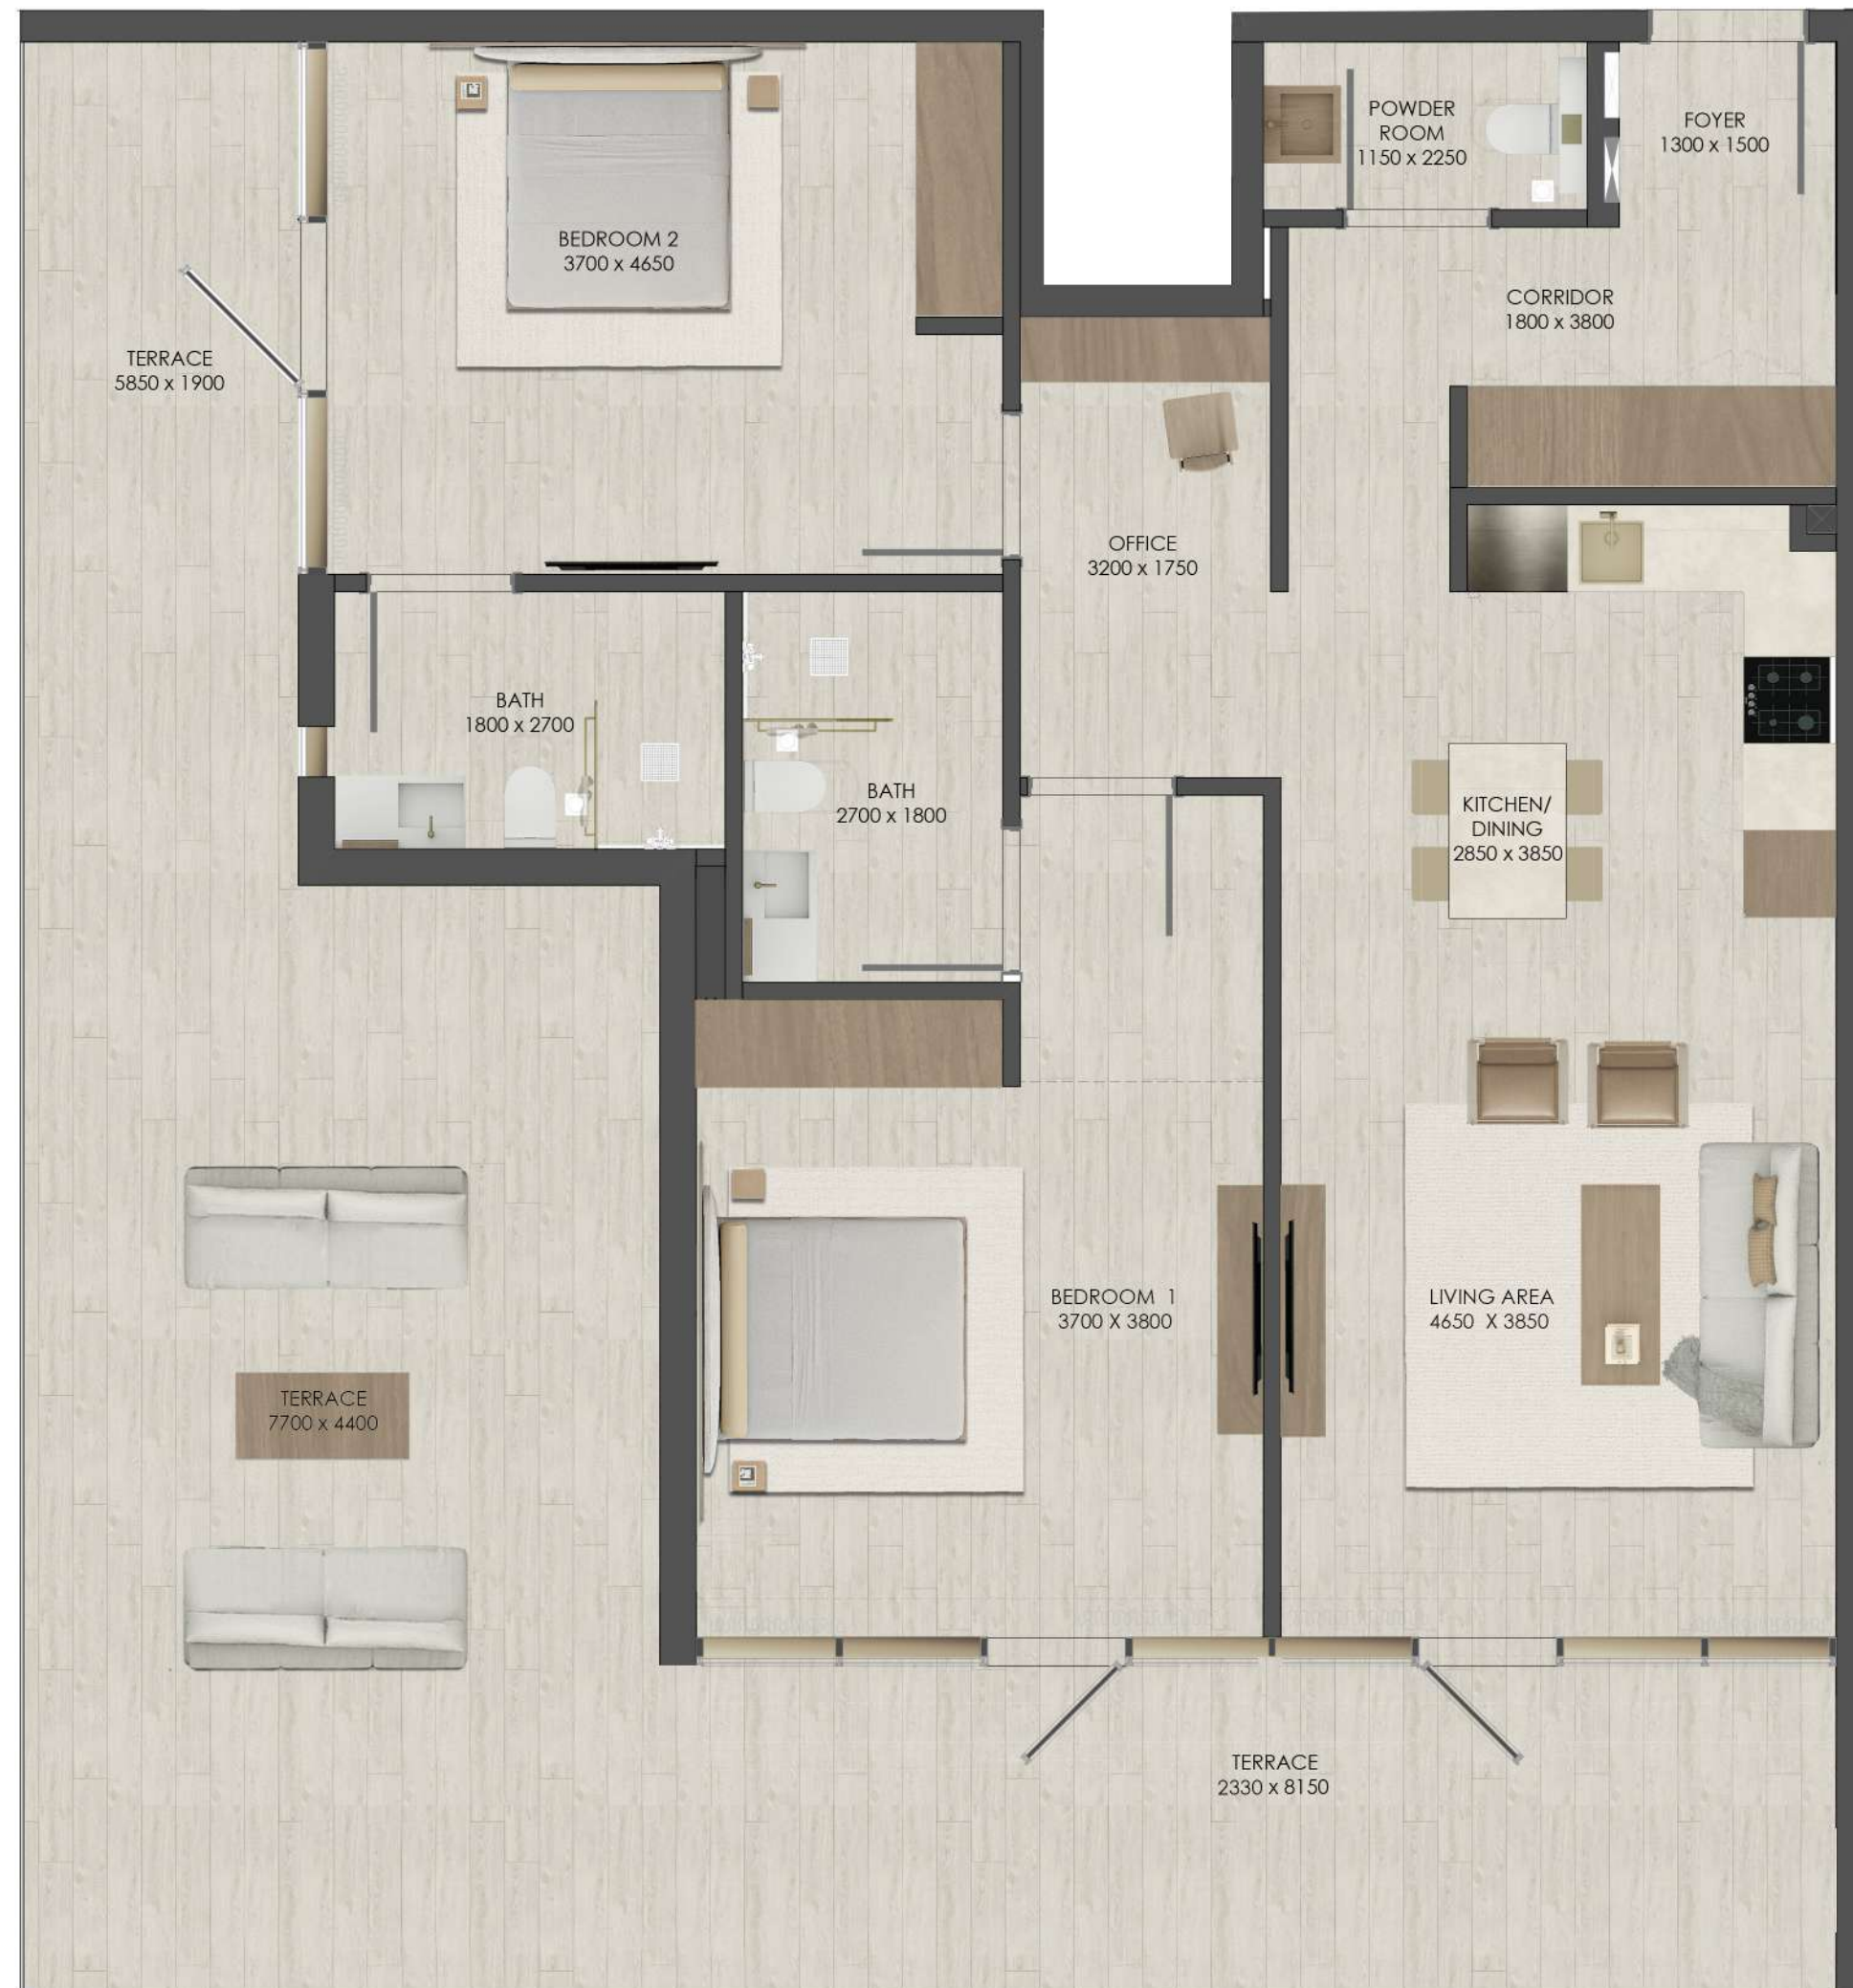 POWDER
ROOM
1150 x 2250
FOYER
1300 x 1500
BEDROOM 2
3700 x 4650
CORRIDOR
1800 x 3800
TERRACE
5850 x 1900
OFFICE
3200 x 1750
BATH
1800 x 2700
BATH
2700 x 1800
KITCHEN/
DINING
2850 x 3850
BEDROOM 1
3700 X 3800
LIVING AREA
4650 X 3850
TERRACE
7700 x 4400
TERRACE
2330 x 8150